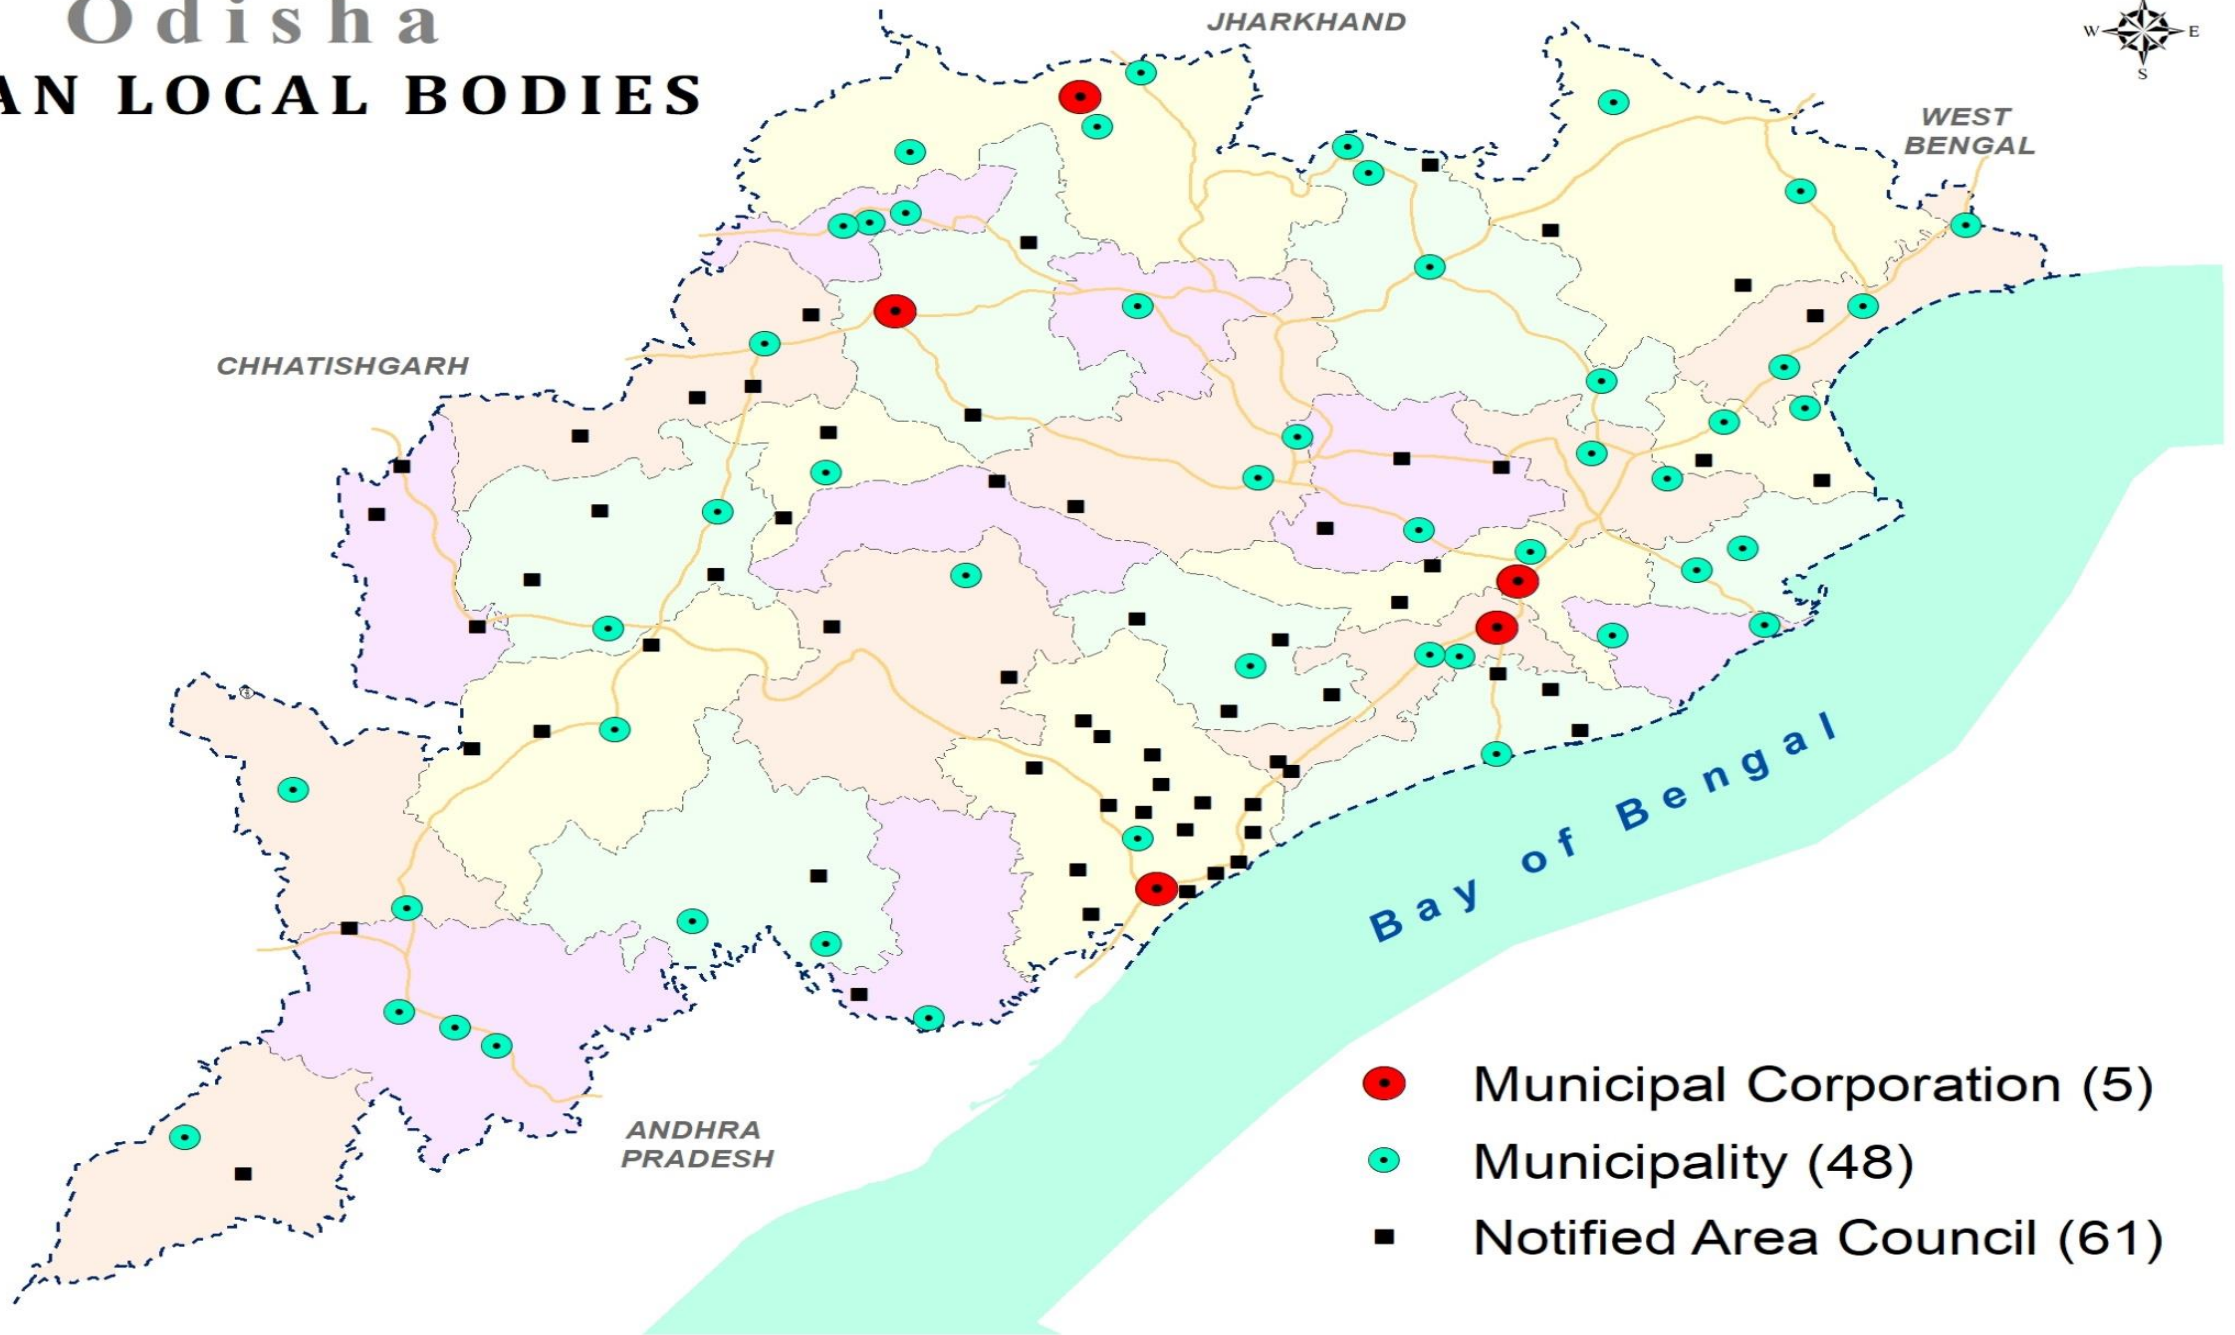 Odisha
AN LOCAL BODIES
JHARKHAND
W E
S
WEST
BENGAL
CHHATISHGARH
Bay of Bengal
ANDHRA
PRADESH
Municipal Corporation (5)
Municipality (48)
Notified Area Council (61)